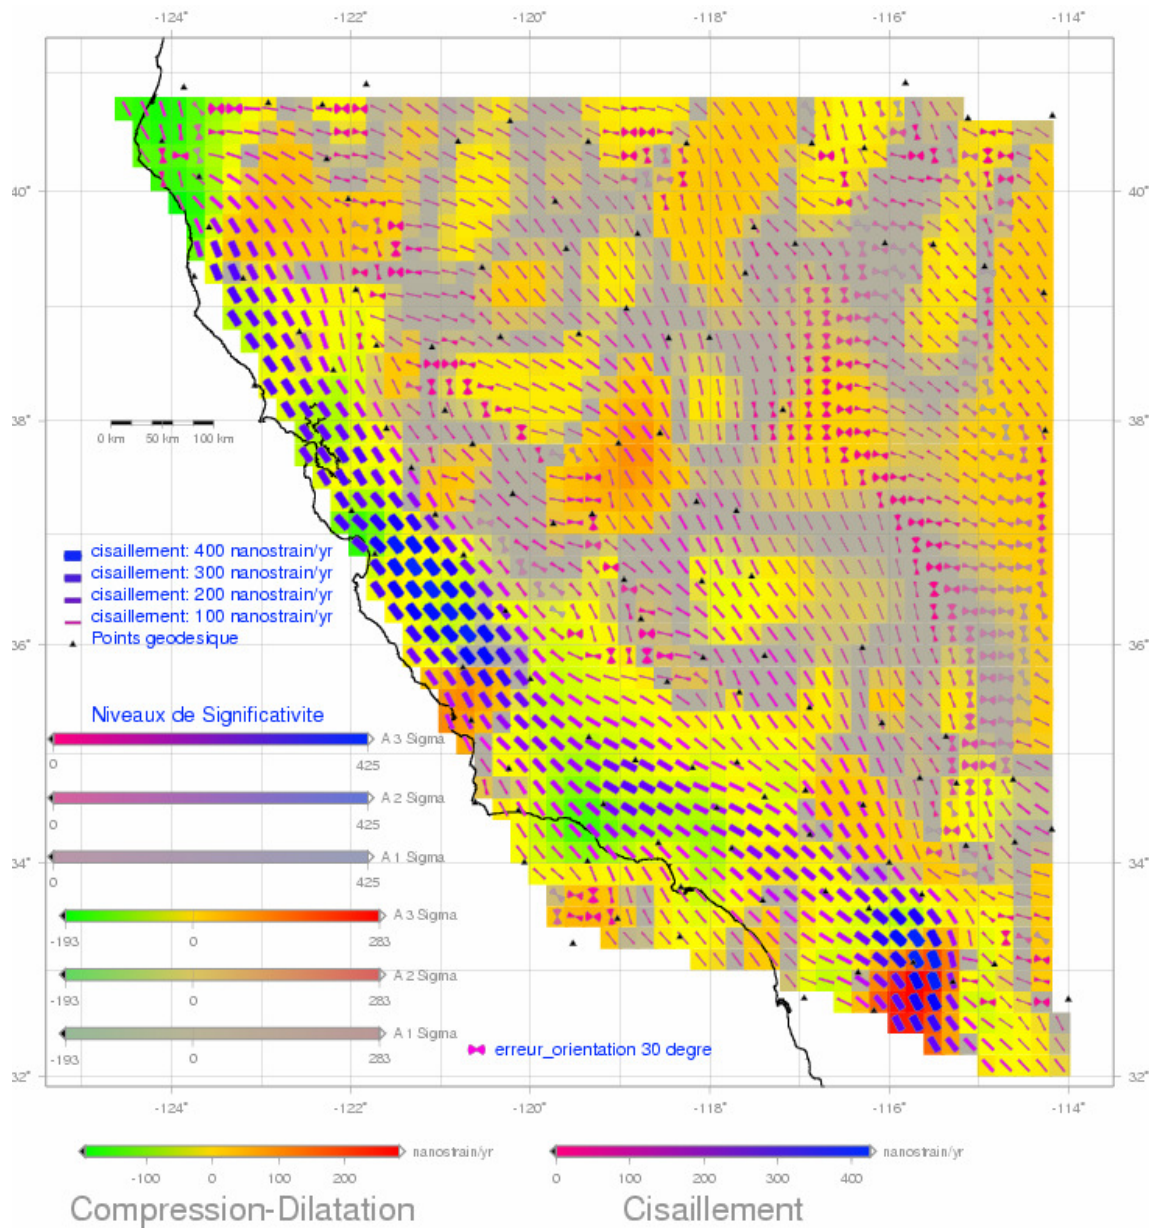 -124° -122° -120° -118° -116° -114°
40° 40°
38° 38°
0 km 50 km 100 km
cisaillement: 400 nanostrain/yr
cisaillement: 300 nanostrain/yr
cisaillement: 200 nanostrain/yr
cisaillement: 100 nanostrain/yr
Points geodesique
36° 36°
Niveaux de Significativite
A 3 Sigma
0 425
A 2 Sigma
0 425
A 1 Sigma
0 425
34° 34°
A 3 Sigma
-193 0 283
A 2 Sigma
-193 0 283
A 1 Sigma
-193 0 283
erreur_orientation 30 degre
32° 32°
-124° -122° -120° -118° -116° -114°
nanostrain/yr
-100 0 100 200
Compression-Dilatation
nanostrain/yr
0 100 200 300 400
Cisaillement